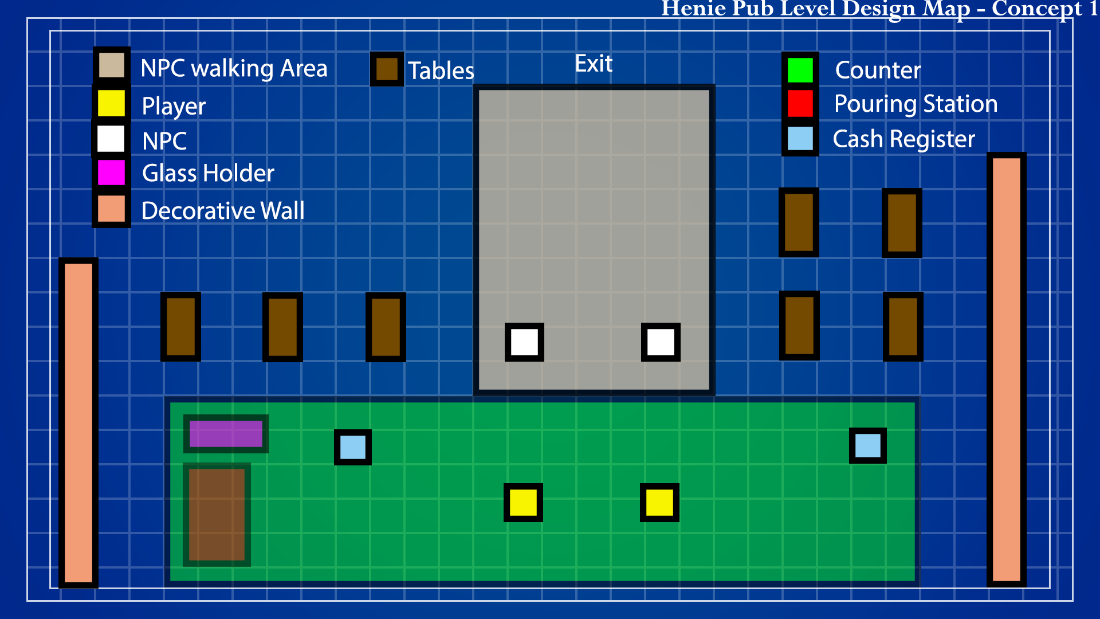 Henie Pub Level Design Map - Concept 1
NPC walking Area
Player
NPC
Glass Holder
Decorative Wall
Tables
Exit
Counter
Pouring Station
Cash Register